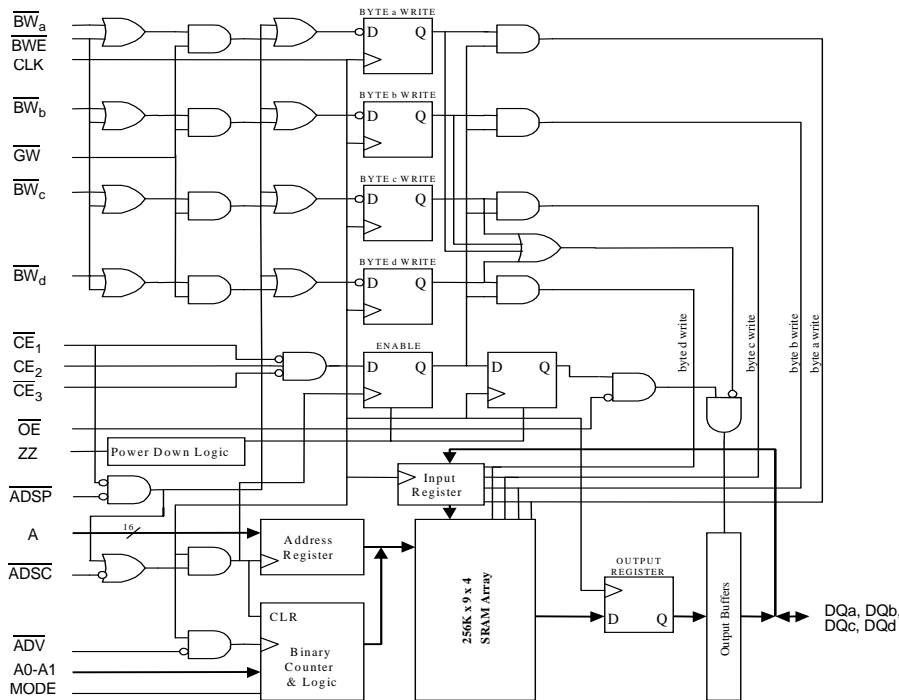 BWa
BWE
CLK
BYTE a WRITE
D Q
BYTE b WRITE
BWb
D Q
GW
BYTE c WRITE
BWc
D Q
BYTE d WRITE
BWd
D Q
CE1
CE2
CE3
ENABLE
D Q
D Q
byte d write
byte c write
byte b write
byte a write
OE
ZZ
Power Down Logic
Input
Register
ADSP
A
16
Address
Register
ADSC
OUTPUT
REGISTER
D Q
256K x 9 x 4
SRAM Array
Output Buffers
DQa, DQb,
DQc, DQd
CLR
ADV
Binary
Counter
& Logic
A0-A1
MODE